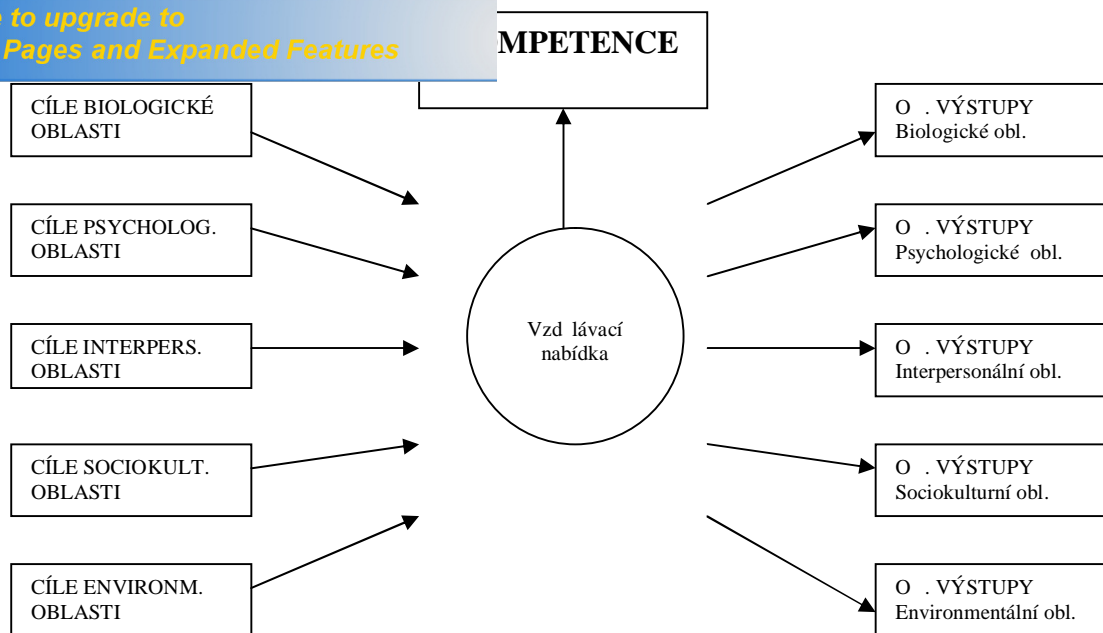 e to upgrade to
Pages and Expanded Features
MPETENCE
CÍLE BIOLOGICKÉ
OBLASTI
CÍLE PSYCHOLOG.
OBLASTI
CÍLE INTERPERS.
OBLASTI
CÍLE SOCIOKULT.
OBLASTI
CÍLE ENVIRONM.
OBLASTI
Vzd lávací
nabídka
O . VÝSTUPY
Biologické obl.
O . VÝSTUPY
Psychologické obl.
O . VÝSTUPY
Interpersonální obl.
O . VÝSTUPY
Sociokulturní obl.
O . VÝSTUPY
Environmentální obl.